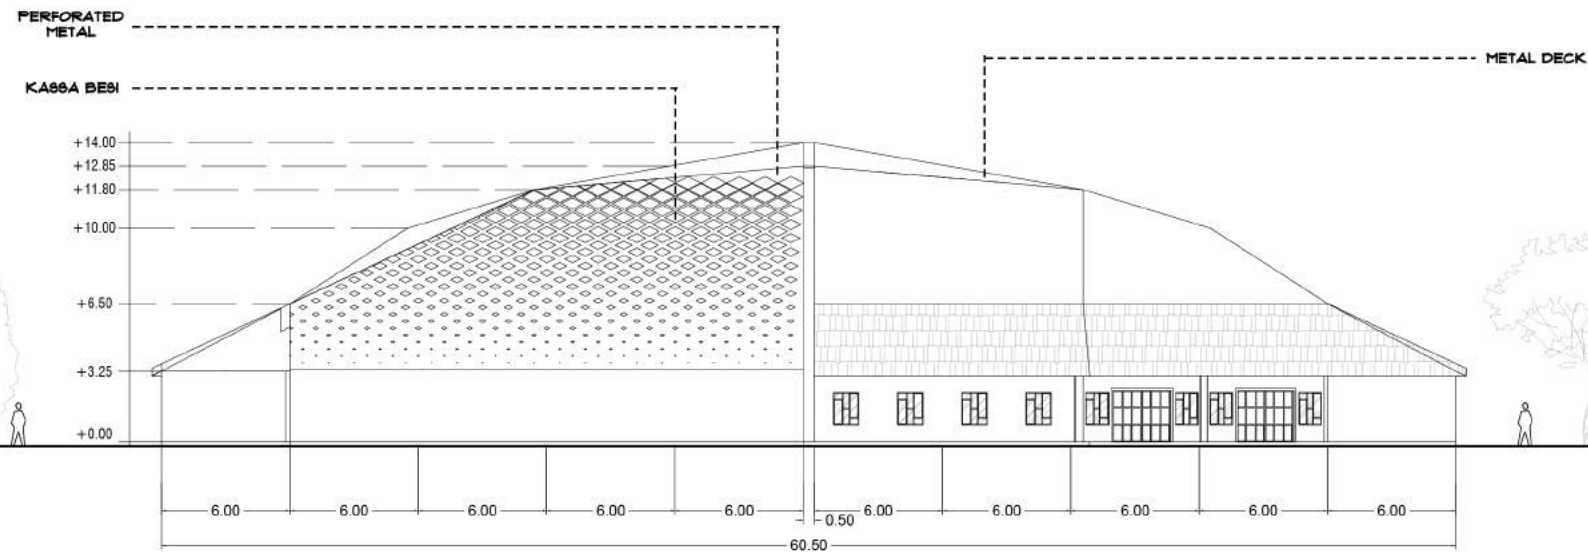 PERFORATED
METAL
METAL DECK
KASSA BESI
+14.00
+12.85
+11.80
+10.00
+6.50
+3.25
+0.00
6.00 6.00 6.00 6.00 6.00 0.50 6.00 6.00 6.00 6.00 6.00
60.50